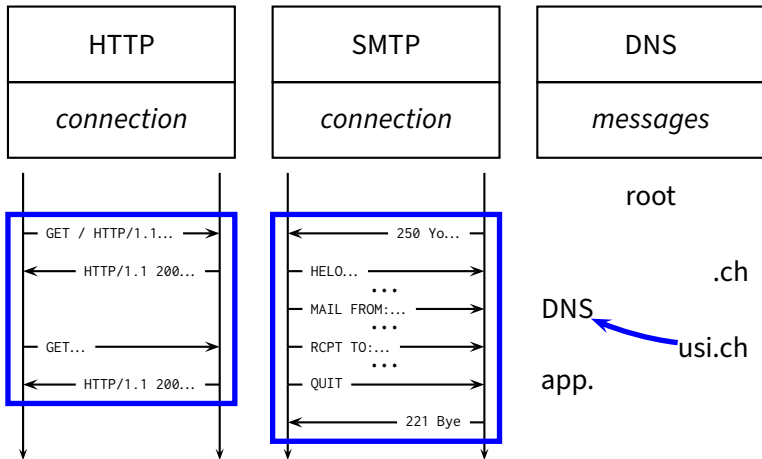 HTTP
connection
GET / HTTP/1.1...
HTTP/1.1 200...
GET...
HTTP/1.1 200...
SMTP
connection
250 Yo...
HELO...
...
MAIL FROM:...
...
RCPT TO:...
...
QUIT
221 Bye
DNS
messages
root
.ch
DNS
usi.ch
app.